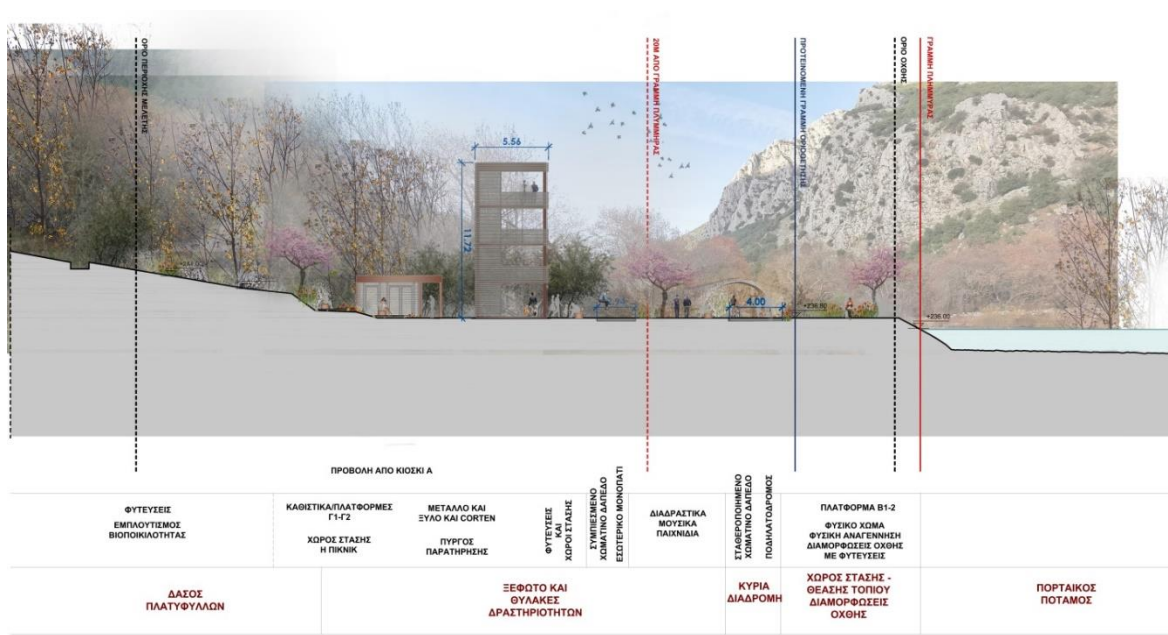 ΟΡΙΟ ΠΕΡΙΟΧΗΣ ΜΕΛΕΤΗΣ
20Μ ΑΠΟ ΓΡΑΜΜΗ ΠΛΥΜΜΗΡΑΣ
ΠΡΟΤΕΙΝΟΜΕΝΗ ΓΡΑΜΜΗ ΟΡΙΟΘΕΤΗΣΗΣ
ΟΡΙΟ ΟΧΘΗΣ
ΓΡΑΜΜΗ ΠΛΗΜΜΥΡΑΣ
5.56
11.72
4.00
+236.80
+236.00
ΠΡΟΒΟΛΗ ΑΠΟ ΚΙΟΣΚΙ Α
ΦΥΤΕΥΣΕΙΣ
ΕΜΠΛΟΥΤΙΣΜΟΣ
ΒΙΟΠΟΙΚΙΛΟΤΗΤΑΣ
ΚΑΘΙΣΤΙΚΑ/ΠΛΑΤΦΟΡΜΕΣ
Γ1-Γ2
ΧΩΡΟΣ ΣΤΑΣΗΣ
Η ΠΙΚΝΙΚ
ΜΕΤΑΛΛΟ ΚΑΙ
ΞΥΛΟ ΚΑΙ CORTEN
ΠΥΡΓΟΣ
ΠΑΡΑΤΗΡΗΣΗΣ
ΦΥΤΕΥΣΕΙΣ
ΚΑΙ
ΧΩΡΟΙ ΣΤΑΣΗΣ
ΣΥΜΠΙΕΣΜΕΝΟ
ΧΩΜΑΤΙΝΟ ΔΑΠΕΔΟ
ΕΣΩΤΕΡΙΚΟ ΜΟΝΟΠΑΤΙ
ΔΙΑΔΡΑΣΤΙΚΑ
ΜΟΥΣΙΚΑ
ΠΑΙΧΝΙΔΙΑ
ΣΤΑΘΕΡΟΠΟΙΗΜΕΝΟ
ΧΩΜΑΤΙΝΟ ΔΑΠΕΔΟ
ΠΟΔΗΛΑΤΟΔΡΟΜΟΣ
ΠΛΑΤΦΟΡΜΑ Β1-2
ΦΥΣΙΚΟ ΧΩΜΑ
ΦΥΣΙΚΗ ΑΝΑΓΕΝΝΗΣΗ
ΔΙΑΜΟΡΦΩΣΕΙΣ ΟΧΘΗΣ
ΜΕ ΦΥΤΕΥΣΕΙΣ
ΔΑΣΟΣ
ΠΛΑΤΥΦΥΛΛΩΝ
ΞΕΦΩΤΟ ΚΑΙ
ΘΥΛΑΚΕΣ
ΔΡΑΣΤΗΡΙΟΤΗΤΩΝ
ΚΥΡΙΑ
ΔΙΑΔΡΟΜΗ
ΧΩΡΟΣ ΣΤΑΣΗΣ -
ΘΕΑΣΗΣ ΤΟΠΙΟΥ
ΔΙΑΜΟΡΦΩΣΕΙΣ
ΟΧΘΗΣ
ΠΟΡΤΑΙΚΟΣ
ΠΟΤΑΜΟΣ